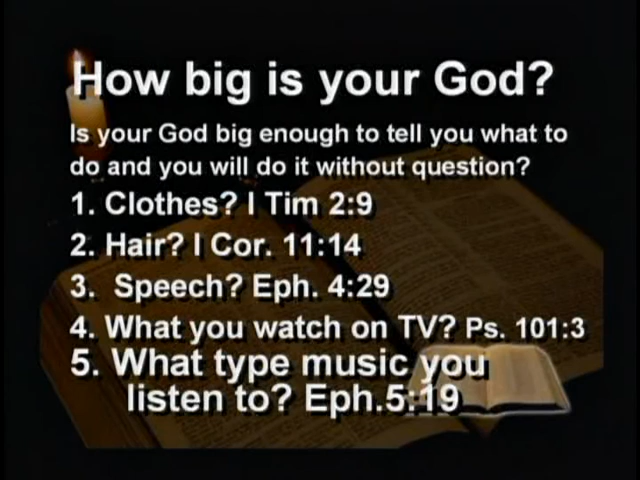 How big is your God?
Is your God big enough to tell you what to
do and you will do it without question?
1. Clothes? I Tim 2:9
2. Hair? I Cor. 11:14
3. Speech? Eph. 4:29
4. What you watch on TV? Ps. 101:3
5. What type music you
listen to? Eph.5:19